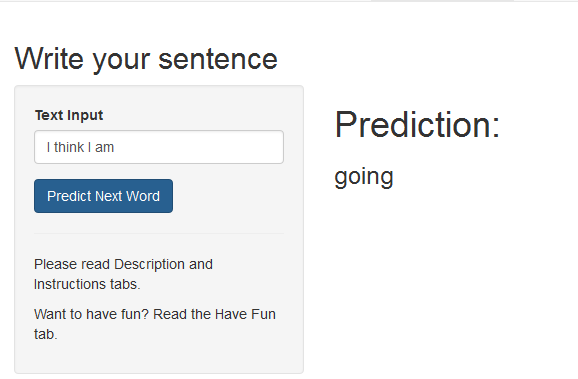 Write your sentence
Text Input
I think I am
Predict Next Word
Please read Description and
Instructions tabs.
Want to have fun? Read the Have Fun
tab.
Prediction:
going